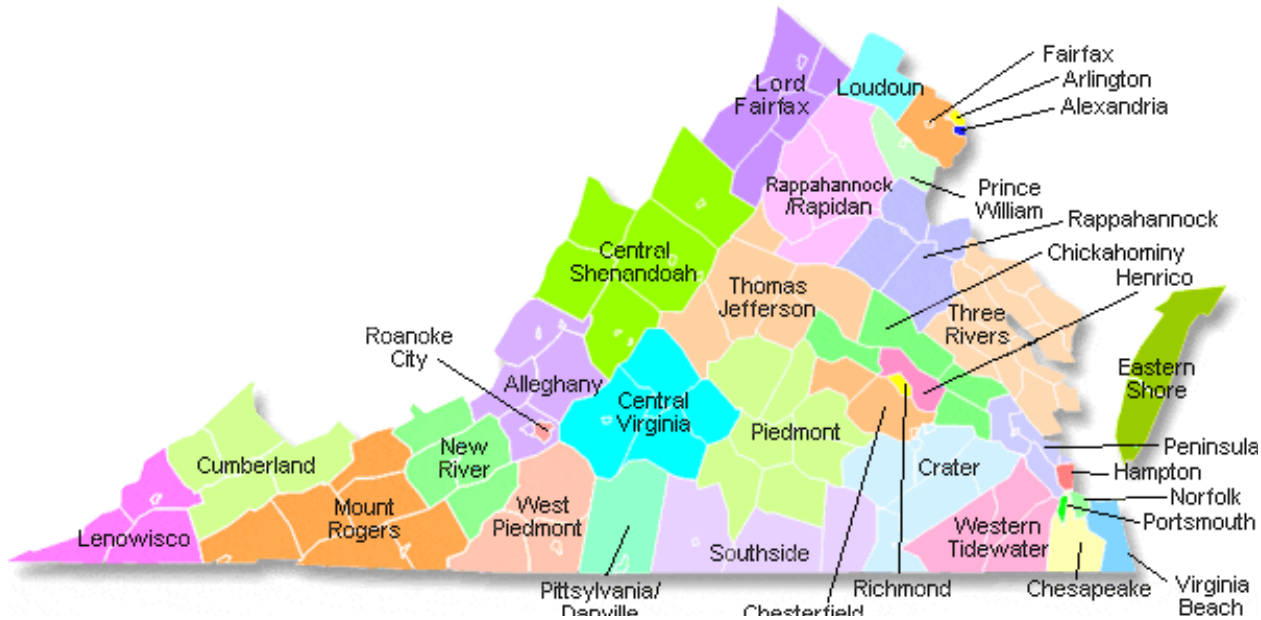 Fairfax
Arlington
Alexandria
Lord
Fairfax
Loudoun
Rappahannock
/Rapidan
Prince
William
Rappahannock
Chickahominy
Henrico
Central
Shenandoah
Thomas
Jefferson
Three
Rivers
Roanoke
City
Alleghany
Eastern
Shore
Central
Virginia
Piedmont
Peninsula
Cumberland
New
River
Crater
Hampton
Norfolk
Portsmouth
Mount
Rogers
West
Piedmont
Western
Tidewater
Lenowisco
Southside
Pittsylvania/
Danville
Chesterfield
Richmond
Chesapeake
Virginia
Beach